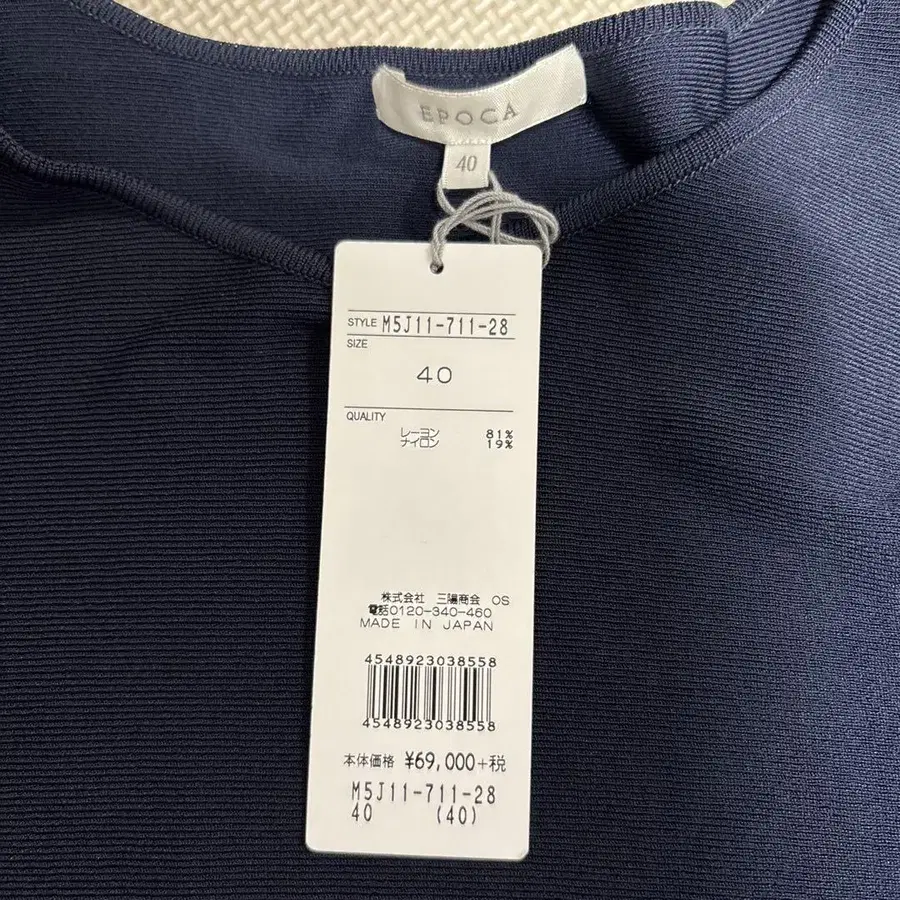 EPOCA
40
STYLE M5J11-711-28
SIZE
40
QUALITY
レーヨン 81%
ナイロン 19%
株式会社 三陽商会 OS
電話0120-340-460
MADE IN JAPAN
4548923038558
4548923038558
本体価格 ¥69,000+税
M5J11-711-28
40 (40)